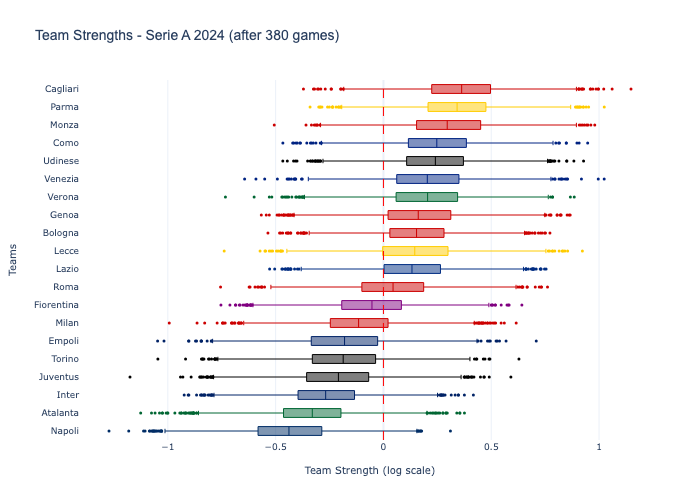 Team Strengths - Serie A 2024 (after 380 games)
Cagliari
Parma
Monza
Como
Udinese
Venezia
Verona
Genoa
Bologna
Lecce
Lazio
Roma
Fiorentina
Milan
Empoli
Torino
Juventus
Inter
Atalanta
Napoli
Teams
−1
−0.5
0
0.5
1
Team Strength (log scale)